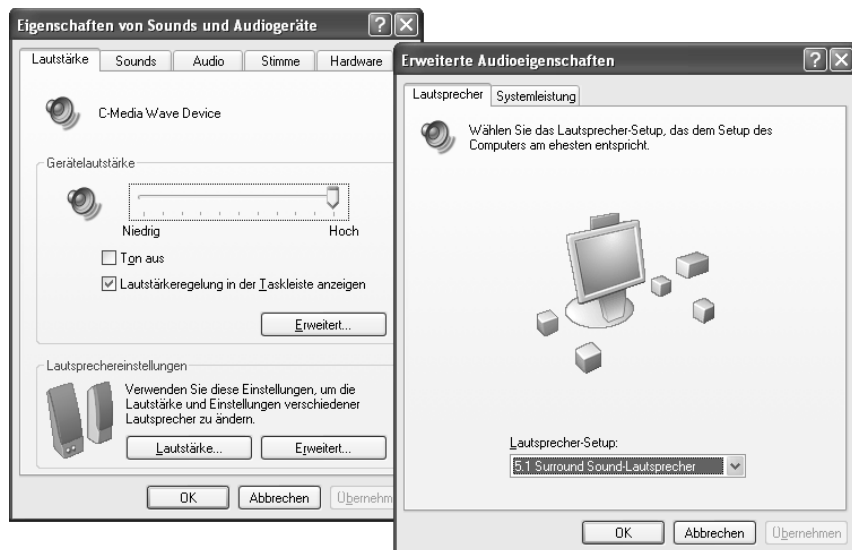 Eigenschaften von Sounds und Audiogeräte
Lautstärke
Sounds
Audio
Stimme
Hardware
C-Media Wave Device
Gerätelautstärke
Niedrig
Hoch
Ton aus
Lautstärkeregelung in der Taskleiste anzeigen
Erweitert...
Lautsprechereinstellungen
Verwenden Sie diese Einstellungen, um die
Lautstärke und Einstellungen verschiedener
Lautsprecher zu ändern.
Lautstärke...
Erweitert...
OK
Abbrechen
Übernehm
Erweiterte Audioeigenschaften
Lautsprecher
Systemleistung
Wählen Sie das Lautsprecher-Setup, das dem Setup des
Computers am ehesten entspricht.
Lautsprecher-Setup:
5.1 Surround Sound-Lautsprecher
OK
Abbrechen
Übernehmen